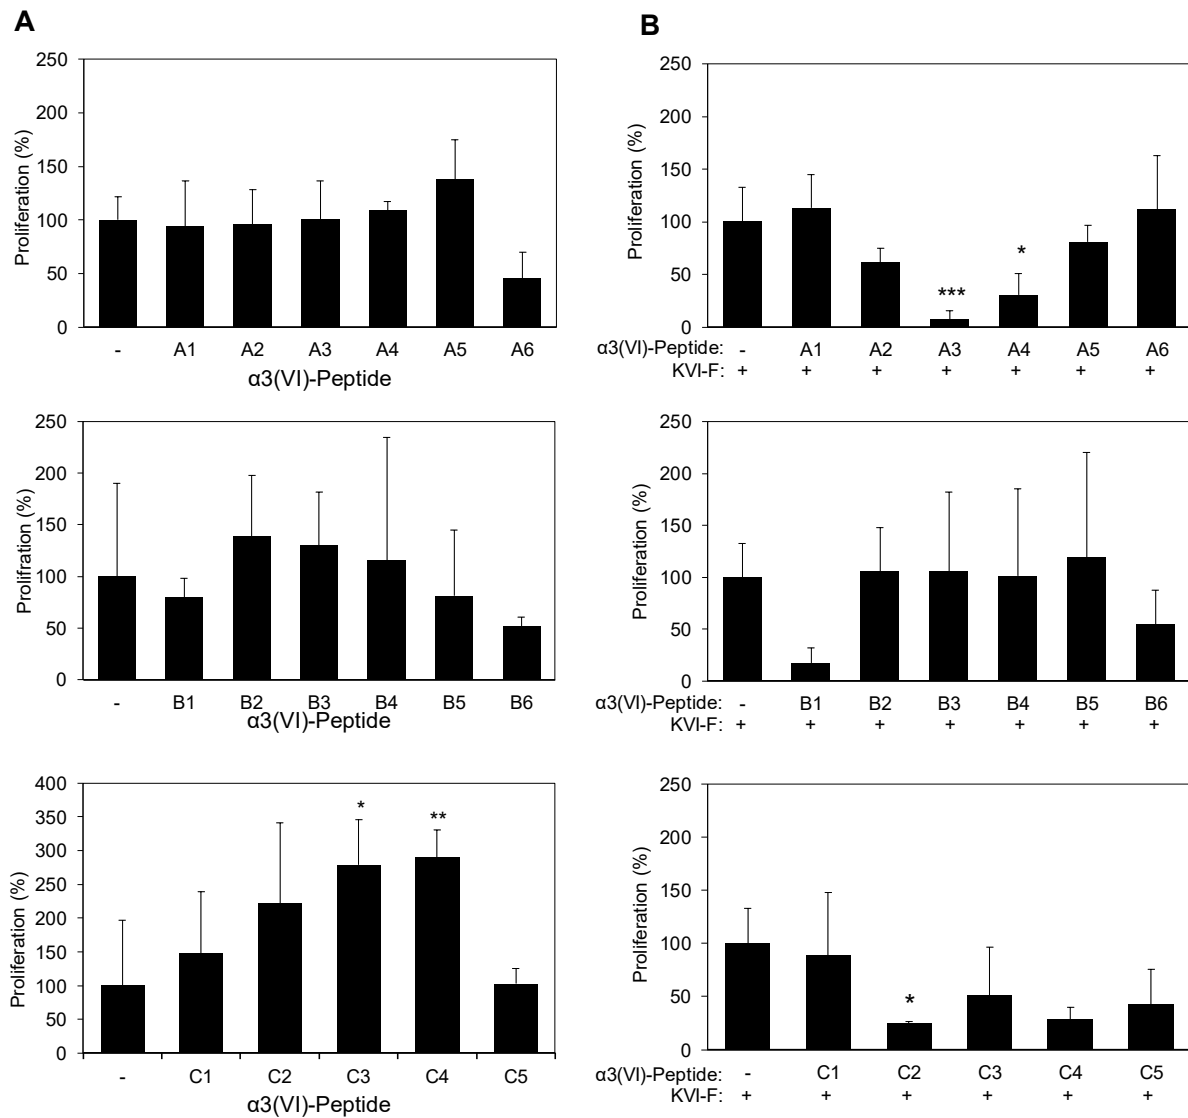 A
250
200
150
100
50
0
Proliferation (%)
- A1 A2 A3 A4 A5 A6
α3(VI)-Peptide
250
200
150
100
50
0
Prolifration (%)
- B1 B2 B3 B4 B5 B6
α3(VI)-Peptide
400
350
300
250
200
150
100
50
0
Proliferation (%)
* **
- C1 C2 C3 C4 C5
α3(VI)-Peptide
B
250
200
150
100
50
0
Proliferation (%)
*** *
α3(VI)-Peptide: - A1 A2 A3 A4 A5 A6
KVI-F: + + + + + + +
250
200
150
100
50
0
Proliferation (%)
α3(VI)-Peptide: - B1 B2 B3 B4 B5 B6
KVI-F: + + + + + + +
250
200
150
100
50
0
Proliferation (%)
*
α3(VI)-Peptide: - C1 C2 C3 C4 C5
KVI-F: + + + + + +